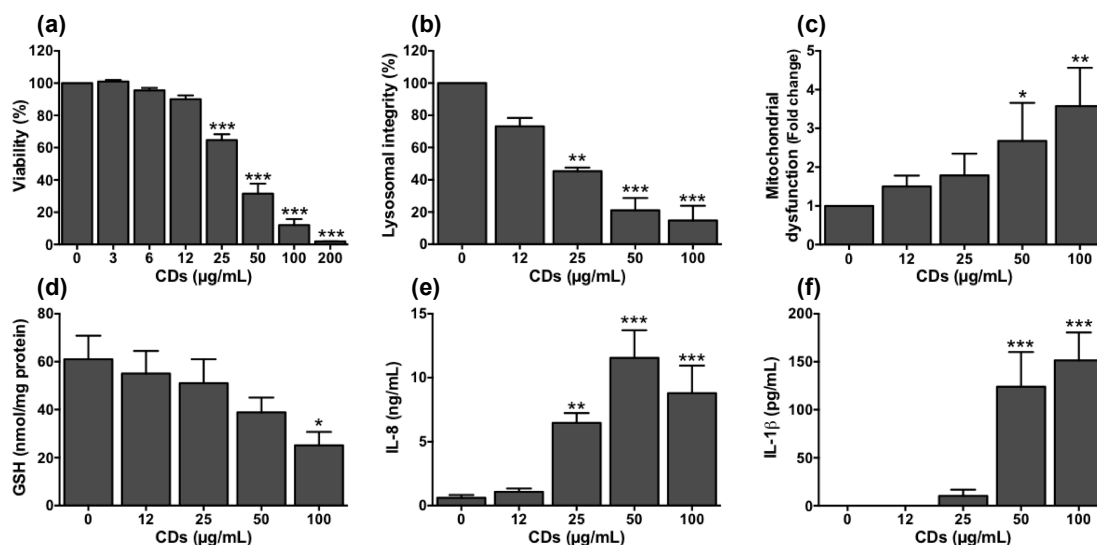 (a)
120
100
80
60
40
20
0
Viability (%)
***
***
***
***
0 3 6 12 25 50 100 200
CDs (µg/mL)
(b)
120
100
80
60
40
20
0
Lysosomal integrity (%)
**
***
***
0 12 25 50 100
CDs (µg/mL)
(c)
5
4
3
2
1
0
Mitochondrial
dysfunction (Fold change)
*
**
0 12 25 50 100
CDs (µg/mL)
(d)
80
60
40
20
0
GSH (nmol/mg protein)
*
0 12 25 50 100
CDs (µg/mL)
(e)
15
10
5
0
IL-8 (ng/mL)
**
***
***
0 12 25 50 100
CDs (µg/mL)
(f)
200
150
100
50
0
IL-1β (pg/mL)
***
***
0 12 25 50 100
CDs (µg/mL)